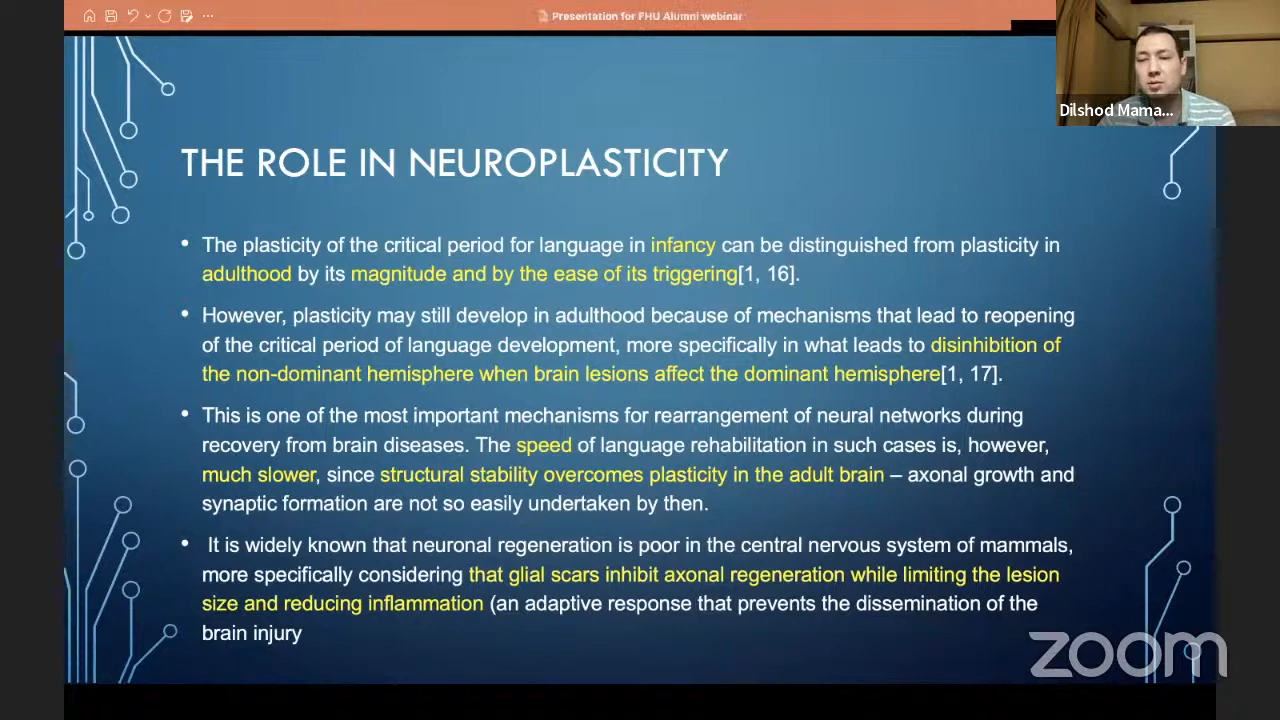 Presentation for FHU Alumni webinar
Dilshod Mama...
THE ROLE IN NEUROPLASTICITY
• The plasticity of the critical period for language in infancy can be distinguished from plasticity in
adulthood by its magnitude and by the ease of its triggering[1, 16].
• However, plasticity may still develop in adulthood because of mechanisms that lead to reopening
of the critical period of language development, more specifically in what leads to disinhibition of
the non-dominant hemisphere when brain lesions affect the dominant hemisphere[1, 17].
• This is one of the most important mechanisms for rearrangement of neural networks during
recovery from brain diseases. The speed of language rehabilitation in such cases is, however,
much slower, since structural stability overcomes plasticity in the adult brain – axonal growth and
synaptic formation are not so easily undertaken by then.
• It is widely known that neuronal regeneration is poor in the central nervous system of mammals,
more specifically considering that glial scars inhibit axonal regeneration while limiting the lesion
size and reducing inflammation (an adaptive response that prevents the dissemination of the
brain injury
zoom